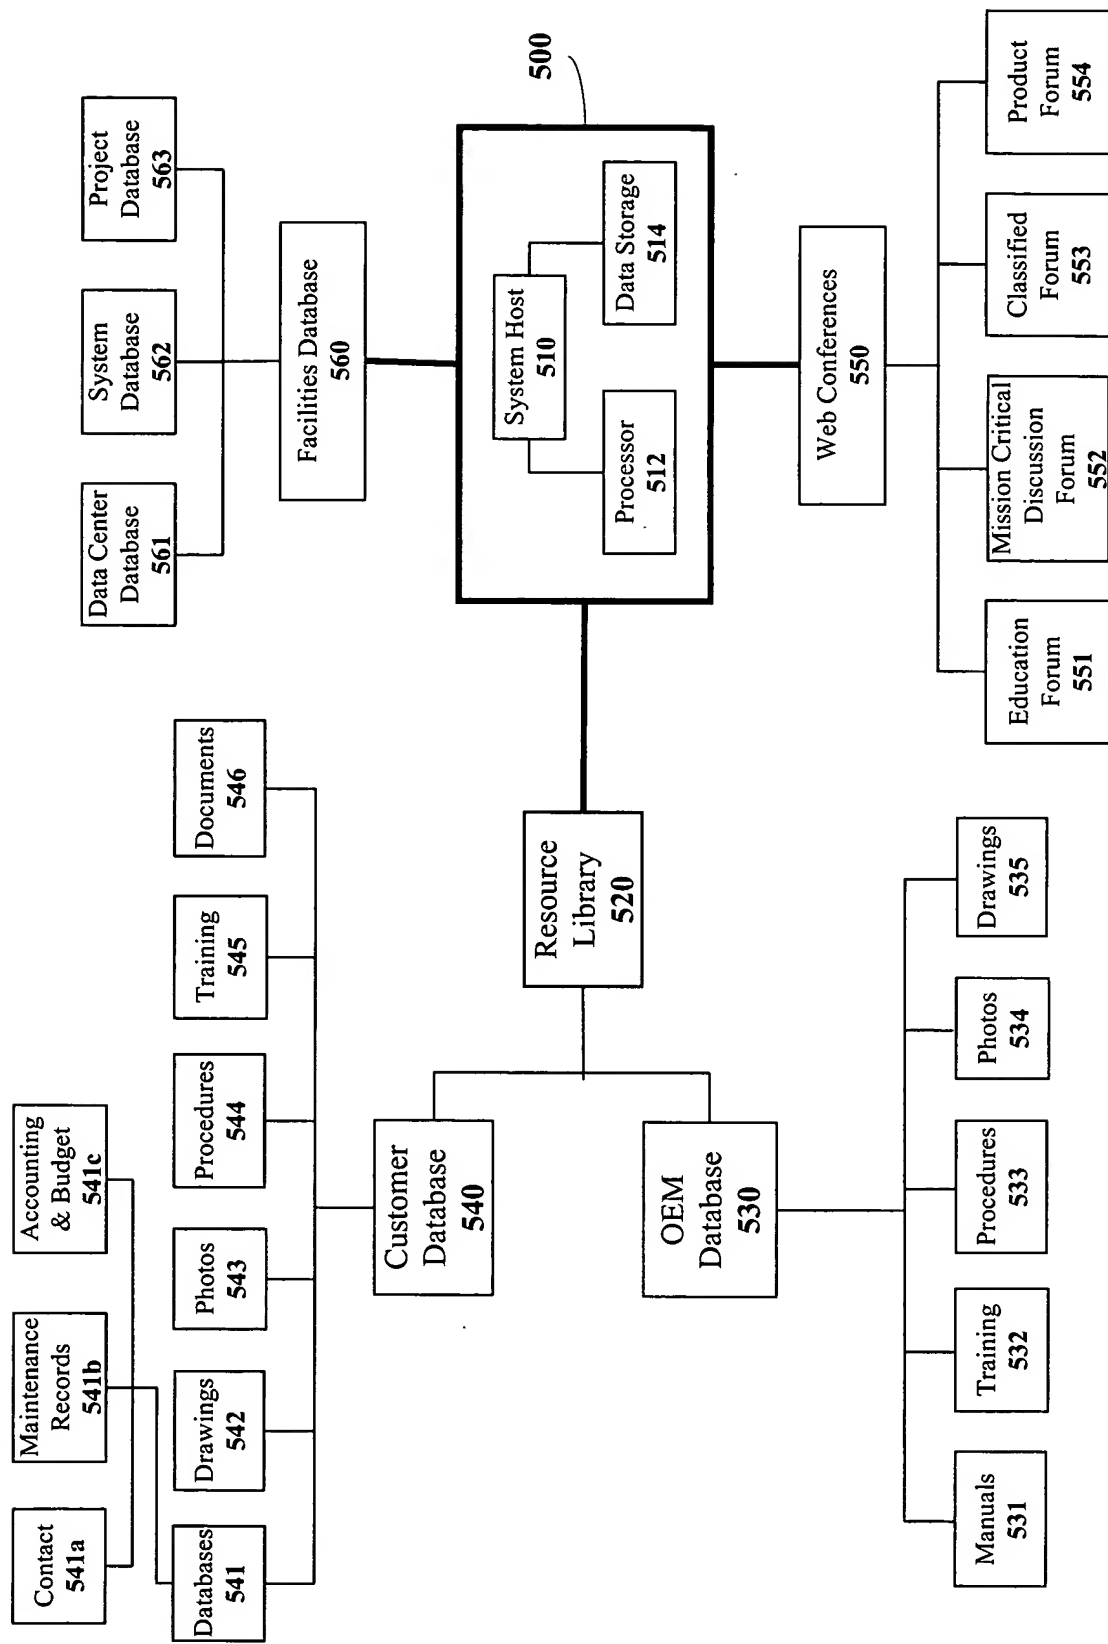 Contact
541a
Maintenance
Records
541b
Accounting
& Budget
541c
Databases
541
Drawings
542
Photos
543
Procedures
544
Training
545
Documents
546
Customer
Database
540
OEM
Database
530
Manuals
531
Training
532
Procedures
533
Photos
534
Drawings
535
Resource
Library
520
Data Center
Database
561
System
Database
562
Project
Database
563
Facilities Database
560
500
System Host
510
Processor
512
Data Storage
514
Web Conferences
550
Education
Forum
551
Mission Critical
Discussion
Forum
552
Classified
Forum
553
Product
Forum
554